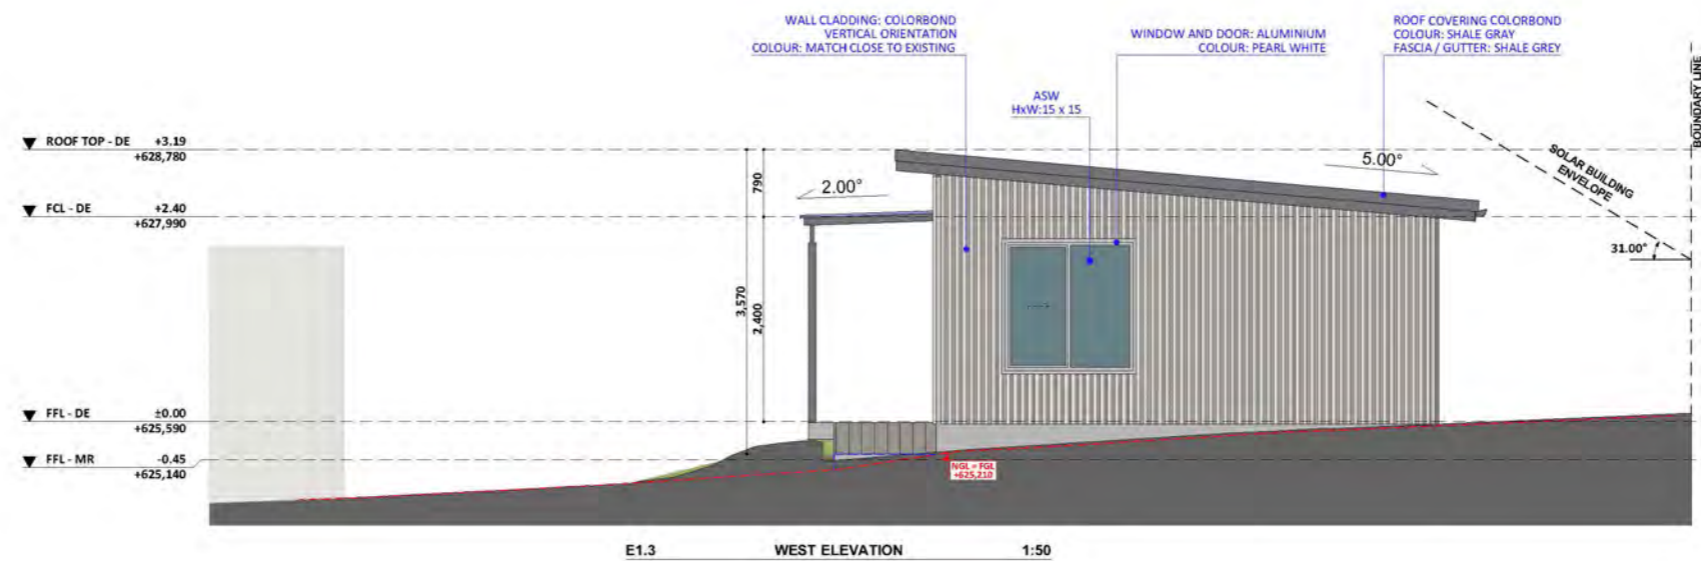 WALL CLADDING: COLORBOND
VERTICAL ORIENTATION
COLOUR: MATCH CLOSE TO EXISTING
WINDOW AND DOOR: ALUMINIUM
COLOUR: PEARL WHITE
ROOF COVERING COLORBOND
COLOUR: SHALE GRAY
FASCIA / GUTTER: SHALE GREY
ASW
HxW:15 x 15
BOUNDARY LINE
SOLAR BUILDING
ENVELOPE
31.00°
5.00°
2.00°
ROOF TOP - DE +3.19
+628,780
FCL - DE +2.40
+627,990
790
3,570
2,400
FFL - DE ±0.00
+625,590
FFL - MR -0.45
+625,140
NGL = FGL
+625,210
E1.3 WEST ELEVATION 1:50